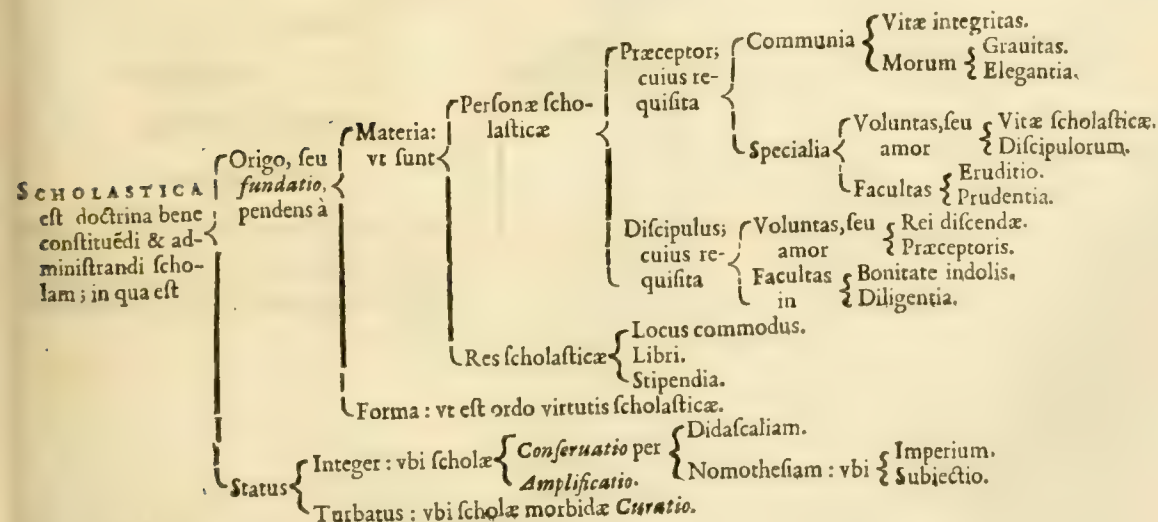 SCHOLASTICA
eſt doctrina bene
conſtituẽdi & ad-
miniſtrandi ſcho-
lam ; in qua eſt
Origo, ſeu
fundatio,
pendens à
Materia:
vt ſunt
Perſonæ ſcho-
laſticæ
Præceptor;
cuius re-
quiſita
Communia
Vitæ integritas.
Morum
Grauitas.
Elegantia.
Specialia
Voluntas, ſeu
amor
Vitæ ſcholaſticæ.
Diſcipulorum.
Facultas
Eruditio.
Prudentia.
Diſcipulus;
cuius re-
quiſita
Voluntas, ſeu
amor
Rei diſcendæ.
Præceptoris.
Facultas
in
Bonitate indolis.
Diligentia.
Res ſcholaſticæ
Locus commodus.
Libri.
Stipendia.
Forma : vt eſt ordo virtutis ſcholaſticæ.
Status
Integer : vbi ſcholæ
Conſeruatio per
Didaſcaliam.
Nomotheſiam : vbi
Imperium.
Subiectio.
Amplificatio.
Turbatus : vbi ſcholæ morbidæ Curatio.